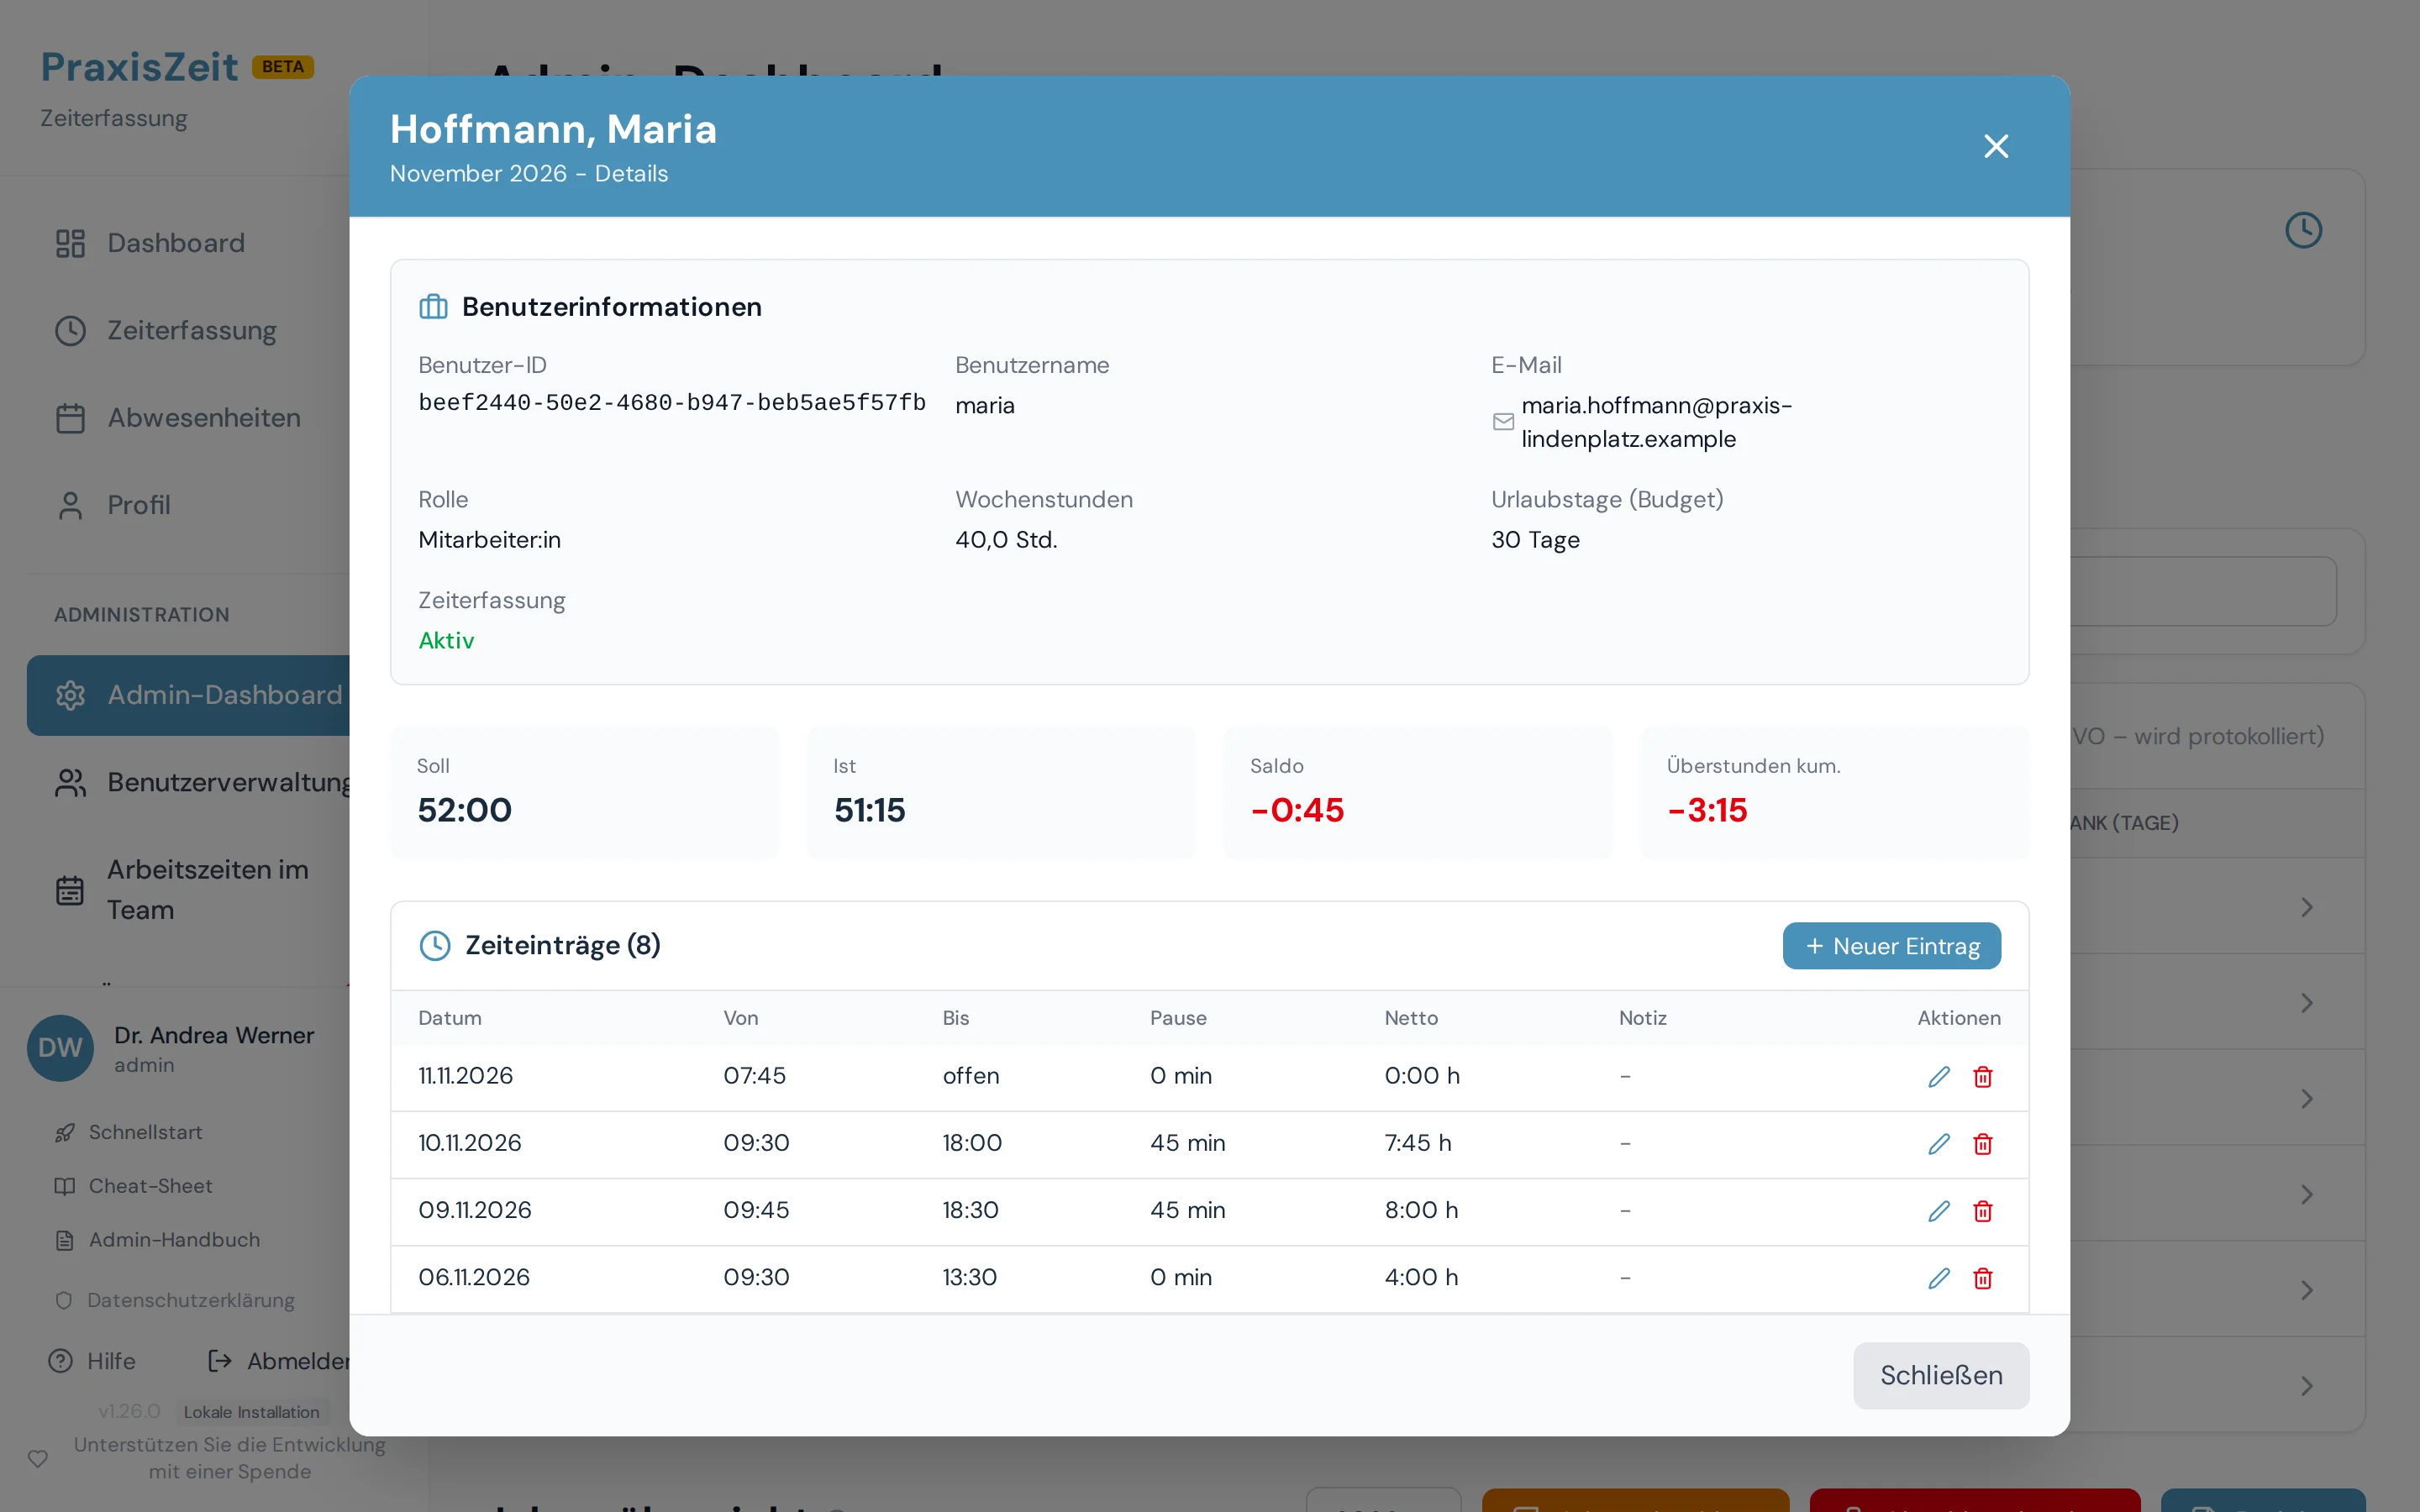 PraxisZeit BETA
Zeiterfassung
Dashboard
Zeiterfassung
Abwesenheiten
Profil
ADMINISTRATION
Admin-Dashboard
Benutzerverwaltung
Arbeitszeiten im
Team
DW
Dr. Andrea Werner
admin
Schnellstart
Cheat-Sheet
Admin-Handbuch
Datenschutzerklärung
Hilfe
Abmelden
v1.26.0
Lokale Installation
Unterstützen Sie die Entwicklung
mit einer Spende
Admin-Dashboard
Hoffmann, Maria
November 2026 - Details
Benutzerinformationen
Benutzer-ID
beef2440-50e2-4680-b947-beb5ae5f57fb
Benutzername
maria
E-Mail
maria.hoffmann@praxis-
lindenplatz.example
Rolle
Mitarbeiter:in
Wochenstunden
40,0 Std.
Urlaubstage (Budget)
30 Tage
Zeiterfassung
Aktiv
Soll
52:00
Ist
51:15
Saldo
-0:45
Überstunden kum.
-3:15
Zeiteinträge (8)
+ Neuer Eintrag
Datum Von Bis Pause Netto Notiz Aktionen
11.11.2026 07:45 offen 0 min 0:00 h -
10.11.2026 09:30 18:00 45 min 7:45 h -
09.11.2026 09:45 18:30 45 min 8:00 h -
06.11.2026 09:30 13:30 0 min 4:00 h -
Schließen
VO – wird protokolliert)
ANK (TAGE)